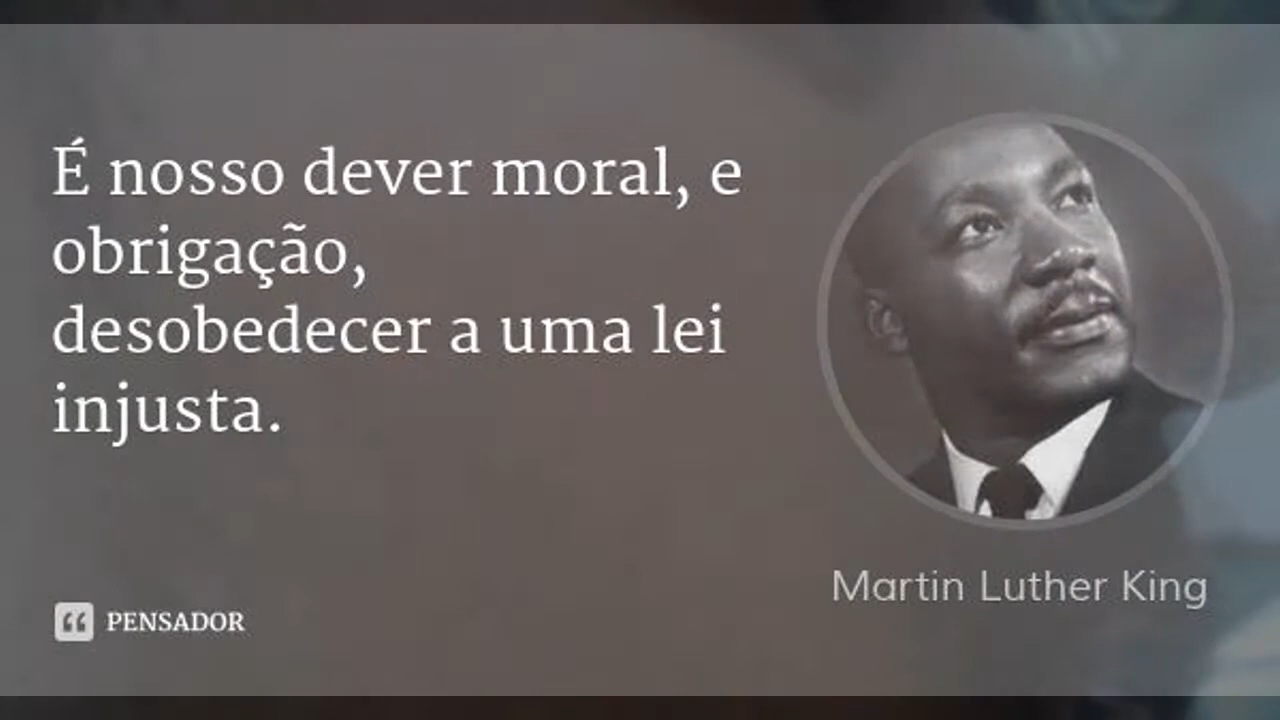 É nosso dever moral, e
obrigação,
desobedecer a uma lei
injusta.
Martin Luther King
PENSADOR